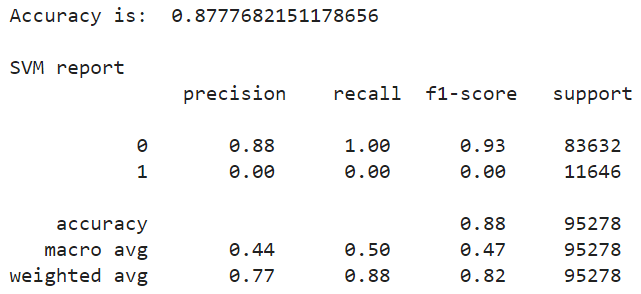 Accuracy is:  0.8777682151178656
SVM report
precision recall f1-score support
0 0.88 1.00 0.93 83632
1 0.00 0.00 0.00 11646
accuracy 0.88 95278
macro avg 0.44 0.50 0.47 95278
weighted avg 0.77 0.88 0.82 95278